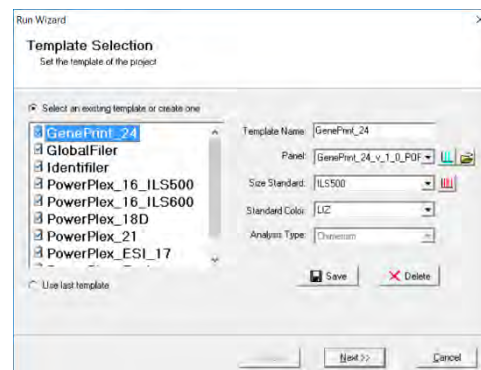 Run Wizard
Template Selection
Set the template of the project
Select an existing template or create one
GenePrint_24
GlobalFiler
Identifiler
PowerPlex_16_ILS500
PowerPlex_16_ILS600
PowerPlex_18D
PowerPlex_21
PowerPlex_ESI_17
Use last template
Template Name: GenePrint_24
Panel: GenePrint_24_v_1_0_POF
Size Standard: ILS500
Standard Color: LIZ
Analysis Type: Chimerism
Save
Delete
Next >>
Cancel